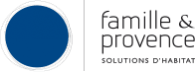 famille &
provence
SOLUTIONS D'HABITAT